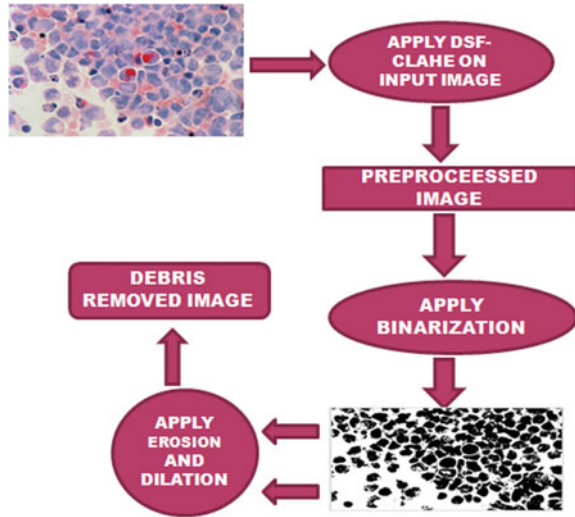 APPLY DSF-
CLAHE ON
INPUT IMAGE
PREPROCEESSED
IMAGE
APPLY
BINARIZATION
APPLY
EROSION
AND
DILATION
DEBRIS
REMOVED IMAGE